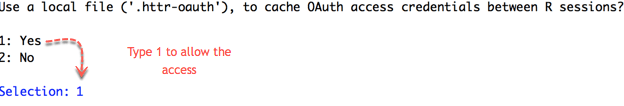 Use a local file ('.httr-oauth'), to cache OAuth access credentials between R sessions?
1: Yes
2: No
Type 1 to allow the
access
Selection: 1